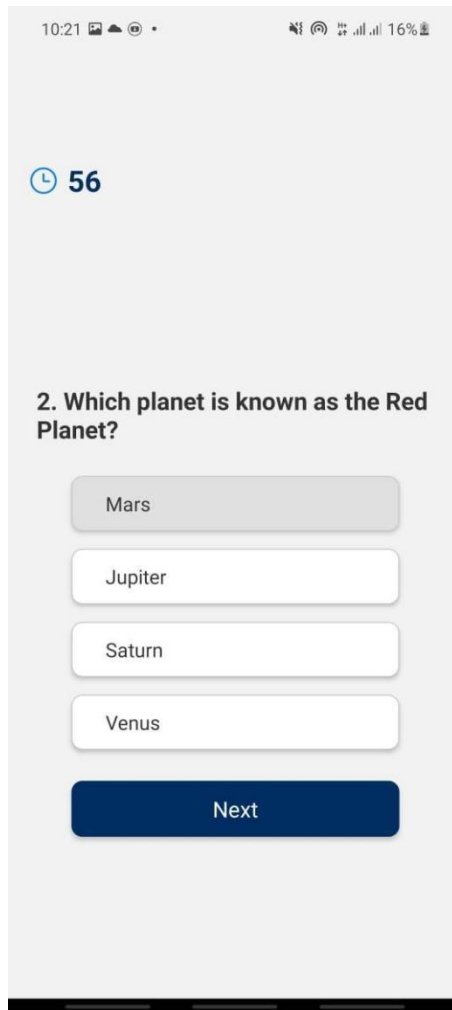 10:21
16%
56
2. Which planet is known as the Red
Planet?
Mars
Jupiter
Saturn
Venus
Next